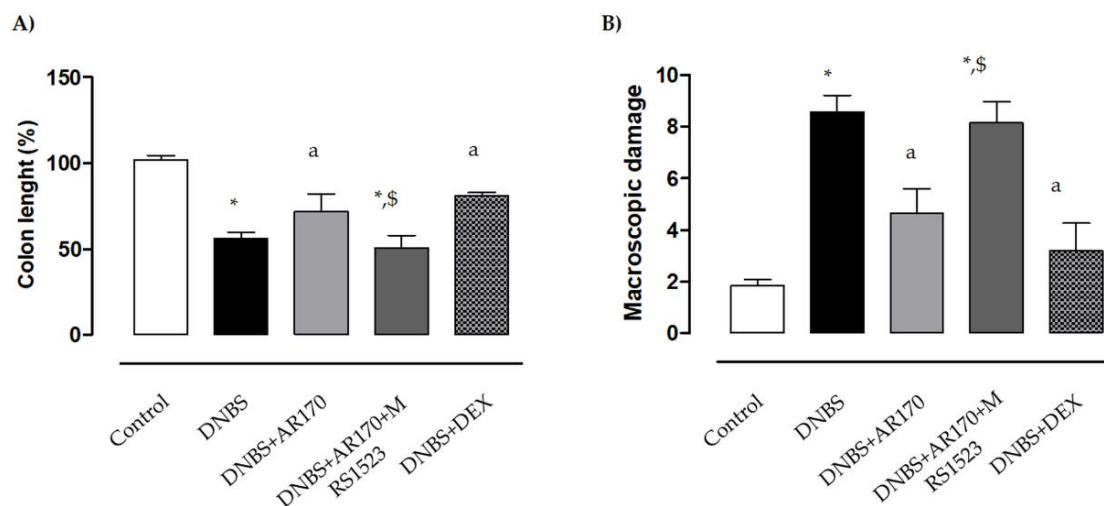 A)
Colon lenght (%)
150
100
50
0
*
a
*,$
a
Control
DNBS
DNBS+AR170
DNBS+AR170+M
RS1523
DNBS+DEX
B)
Macroscopic damage
10
8
6
4
2
0
*
a
*,$
a
Control
DNBS
DNBS+AR170
DNBS+AR170+M
RS1523
DNBS+DEX